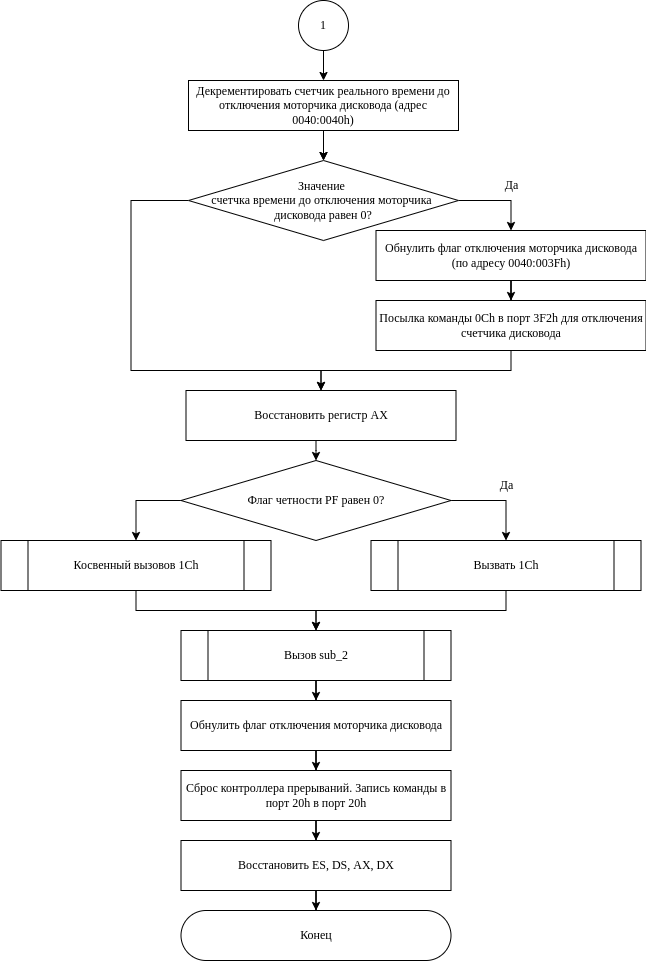 1
Декрементировать счетчик реального времени до
отключения моторчика дисковода (адрес
0040:0040h)
Значение
счетчка времени до отключения моторчика
дисковода равен 0?
Да
Обнулить флаг отключения моторчика дисковода
(по адресу 0040:003Fh)
Посылка команды 0Ch в порт 3F2h для отключения
счетчика дисковода
Восстановить регистр AX
Флаг четности PF равен 0?
Да
Косвенный вызовов 1Ch
Вызвать 1Ch
Вызов sub_2
Обнулить флаг отключения моторчика дисковода
Сброс контроллера прерываний. Запись команды в
порт 20h в порт 20h
Восстановить ES, DS, AX, DX
Конец